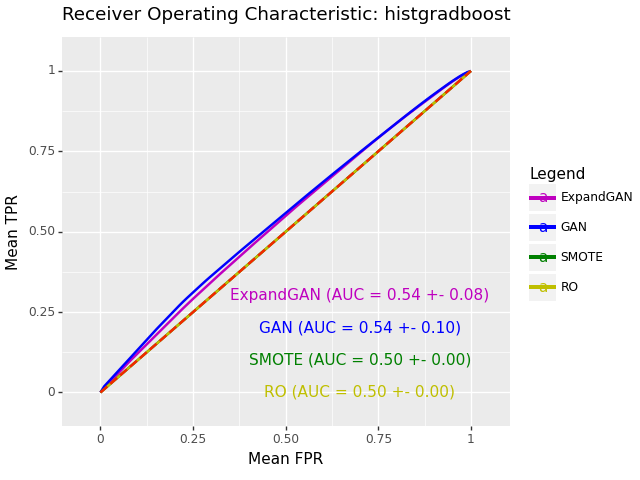 Receiver Operating Characteristic: histgradboost
Mean TPR
1
0.75
0.50
0.25
0
ExpandGAN (AUC = 0.54 +- 0.08)
GAN (AUC = 0.54 +- 0.10)
SMOTE (AUC = 0.50 +- 0.00)
RO (AUC = 0.50 +- 0.00)
0 0.25 0.50 0.75 1
Mean FPR
Legend
a ExpandGAN
a GAN
a SMOTE
a RO